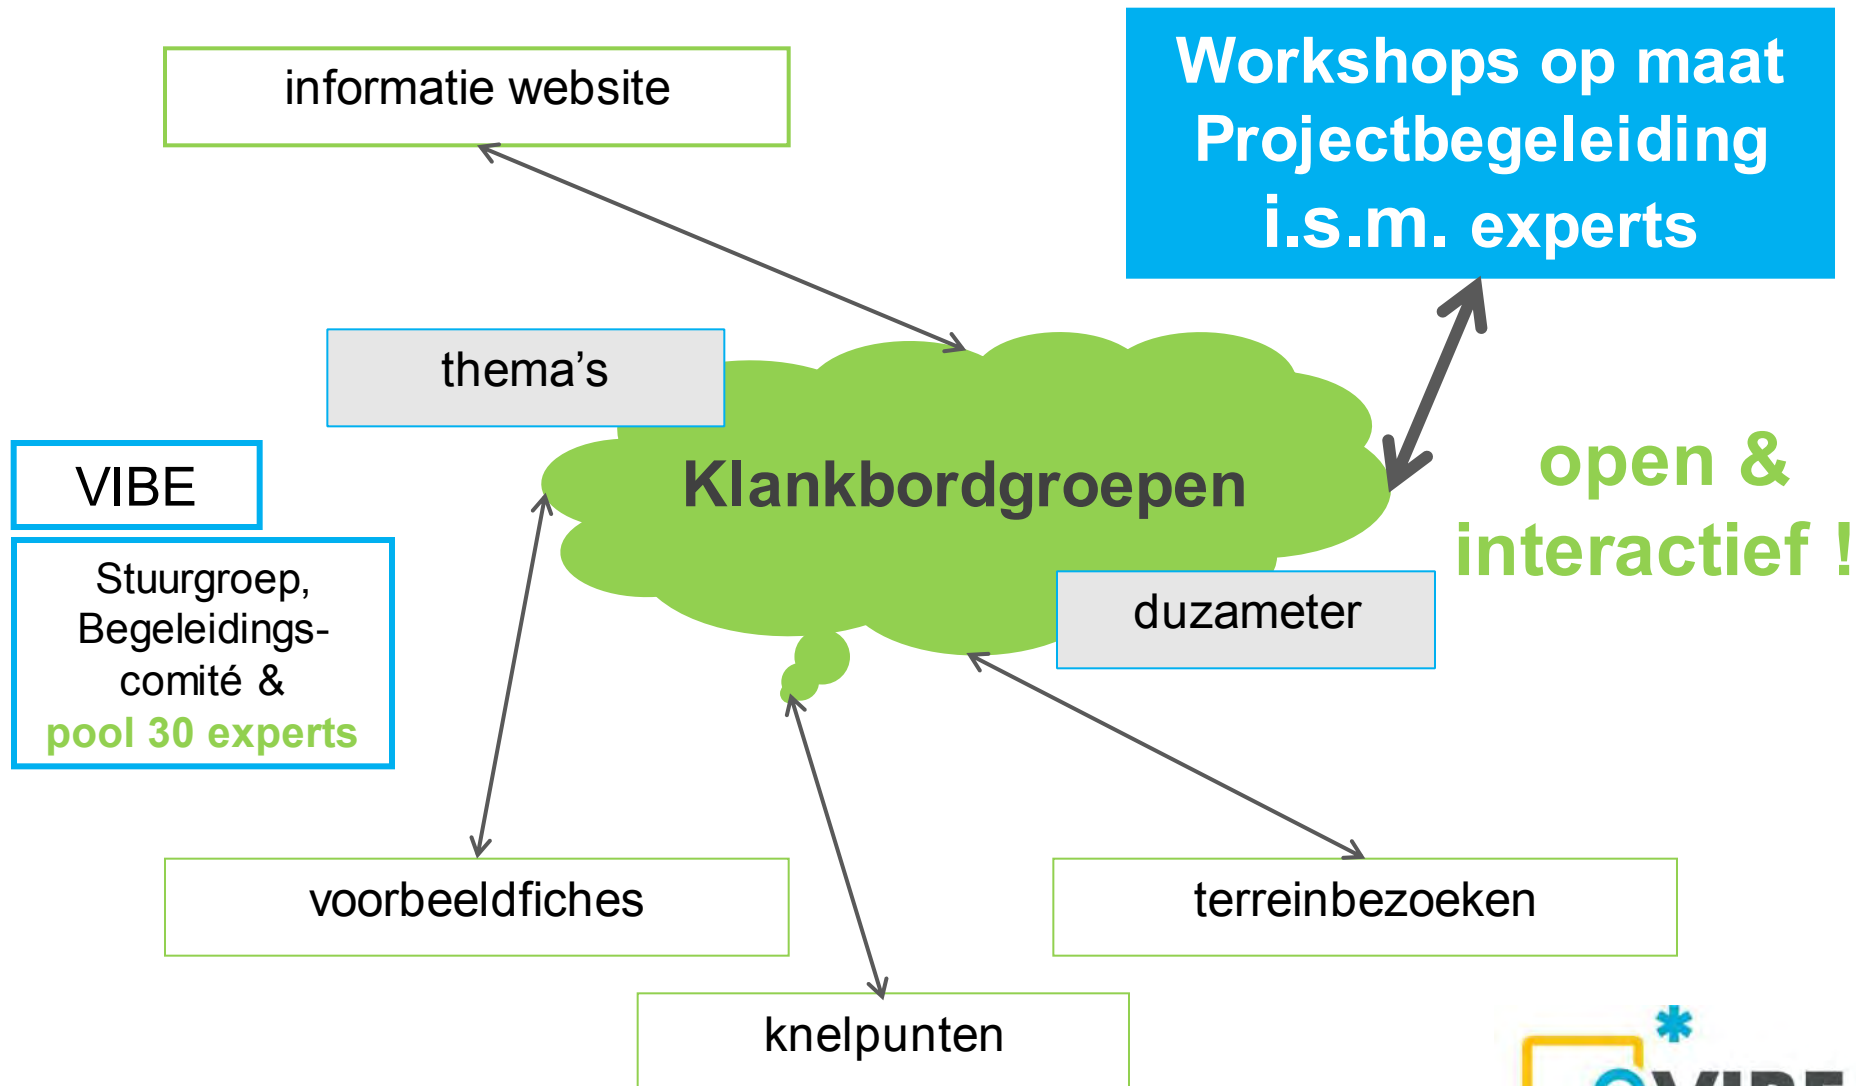 informatie website
Workshops op maat
Projectbegeleiding
i.s.m. experts
thema's
Klankbordgroepen
open &
interactief !
VIBE
Stuurgroep,
Begeleidings-
comité &
pool 30 experts
duzameter
voorbeeldfiches
terreinbezoeken
knelpunten
VIBE